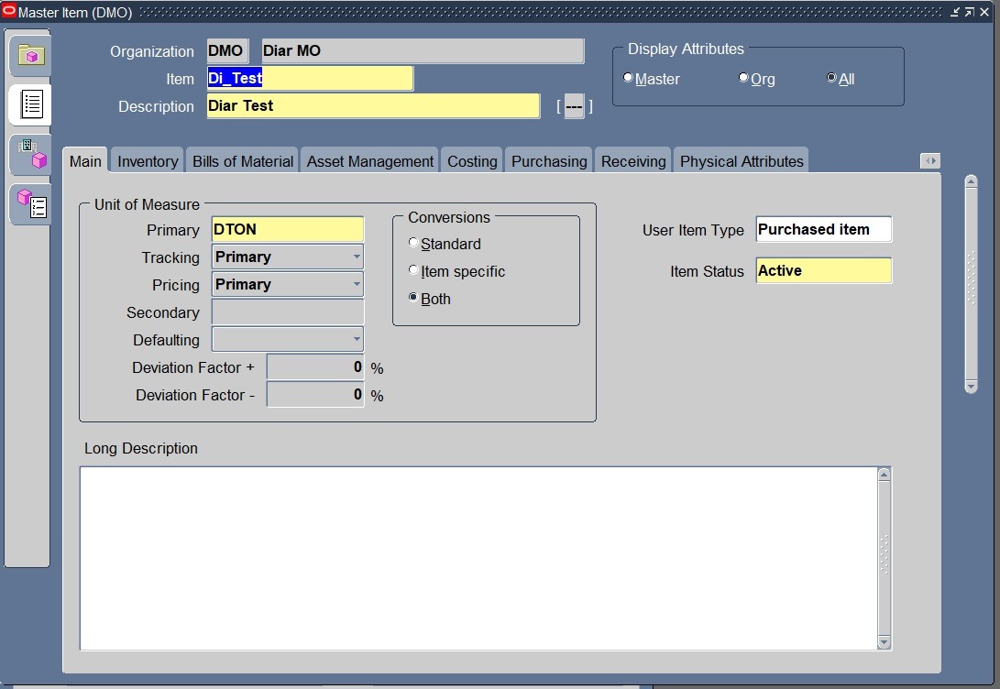 Master Item (DMO)
Organization DMO Diar MO
Item Di_Test
Description Diar Test [ --- ]
Display Attributes
Master Org All
Main Inventory Bills of Material Asset Management Costing Purchasing Receiving Physical Attributes
Unit of Measure
Primary DTON
Tracking Primary
Pricing Primary
Secondary
Defaulting
Deviation Factor + 0 %
Deviation Factor - 0 %
Conversions
Standard
Item specific
Both
User Item Type Purchased item
Item Status Active
Long Description